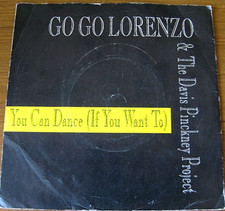 GO GO LORENZO
& The Davis Pinckney Project
You Can Dance (If You Want To)